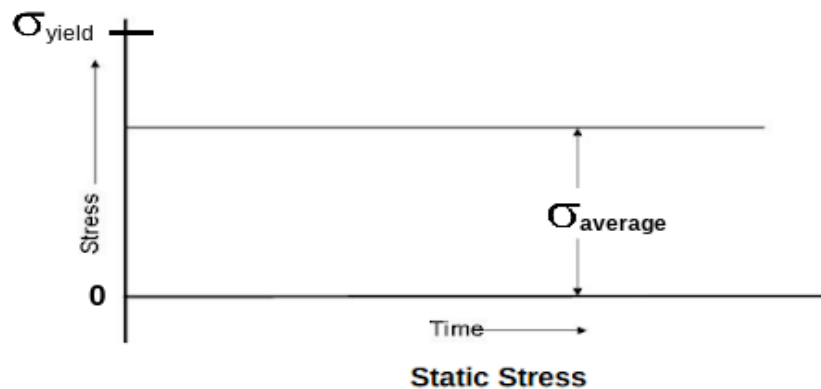 σyield
Stress
σaverage
0
Time
Static Stress